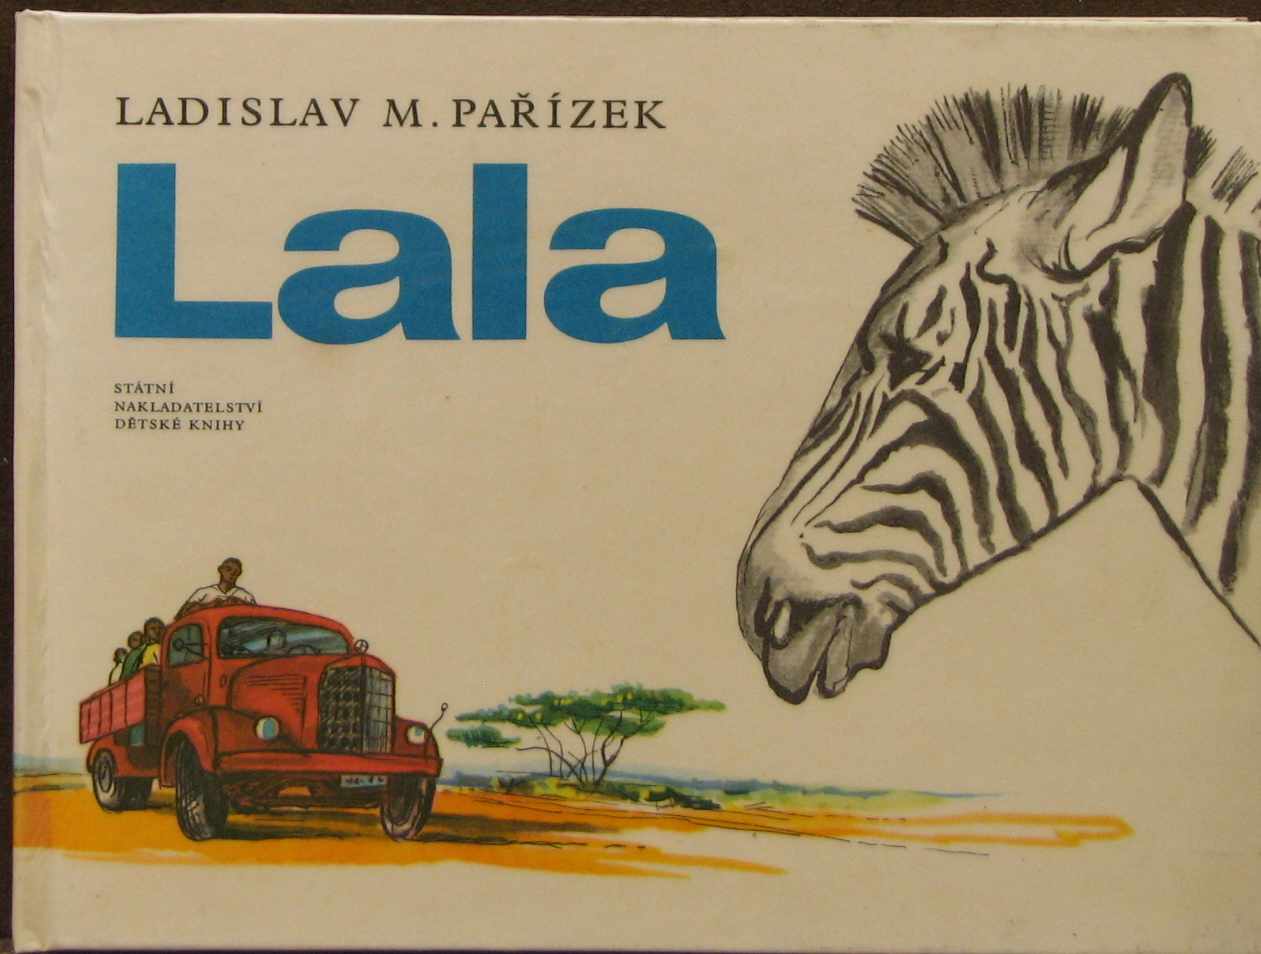 LADISLAV M. PAŘÍZEK
Lala
STÁTNÍ
NAKLADATELSTVÍ
DĚTSKÉ KNIHY